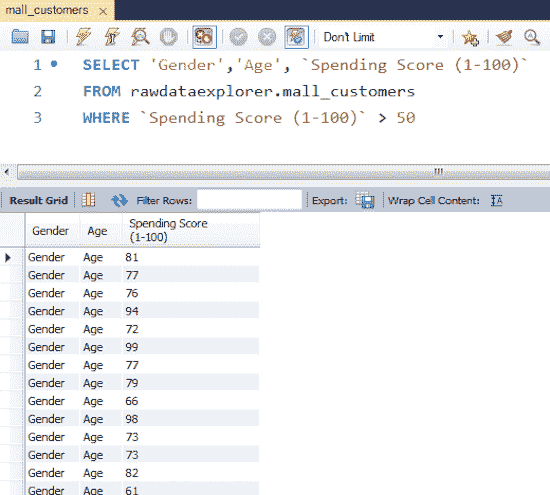 mall_customers
Don't Limit
1 SELECT 'Gender','Age', `Spending Score (1-100)`
2 FROM rawdataexplorer.mall_customers
3 WHERE `Spending Score (1-100)` > 50
Result Grid Filter Rows: Export: Wrap Cell Content:
Gender Age Spending Score
(1-100)
Gender Age 81
Gender Age 77
Gender Age 76
Gender Age 94
Gender Age 72
Gender Age 99
Gender Age 77
Gender Age 79
Gender Age 66
Gender Age 98
Gender Age 73
Gender Age 73
Gender Age 82
Gender Age 61